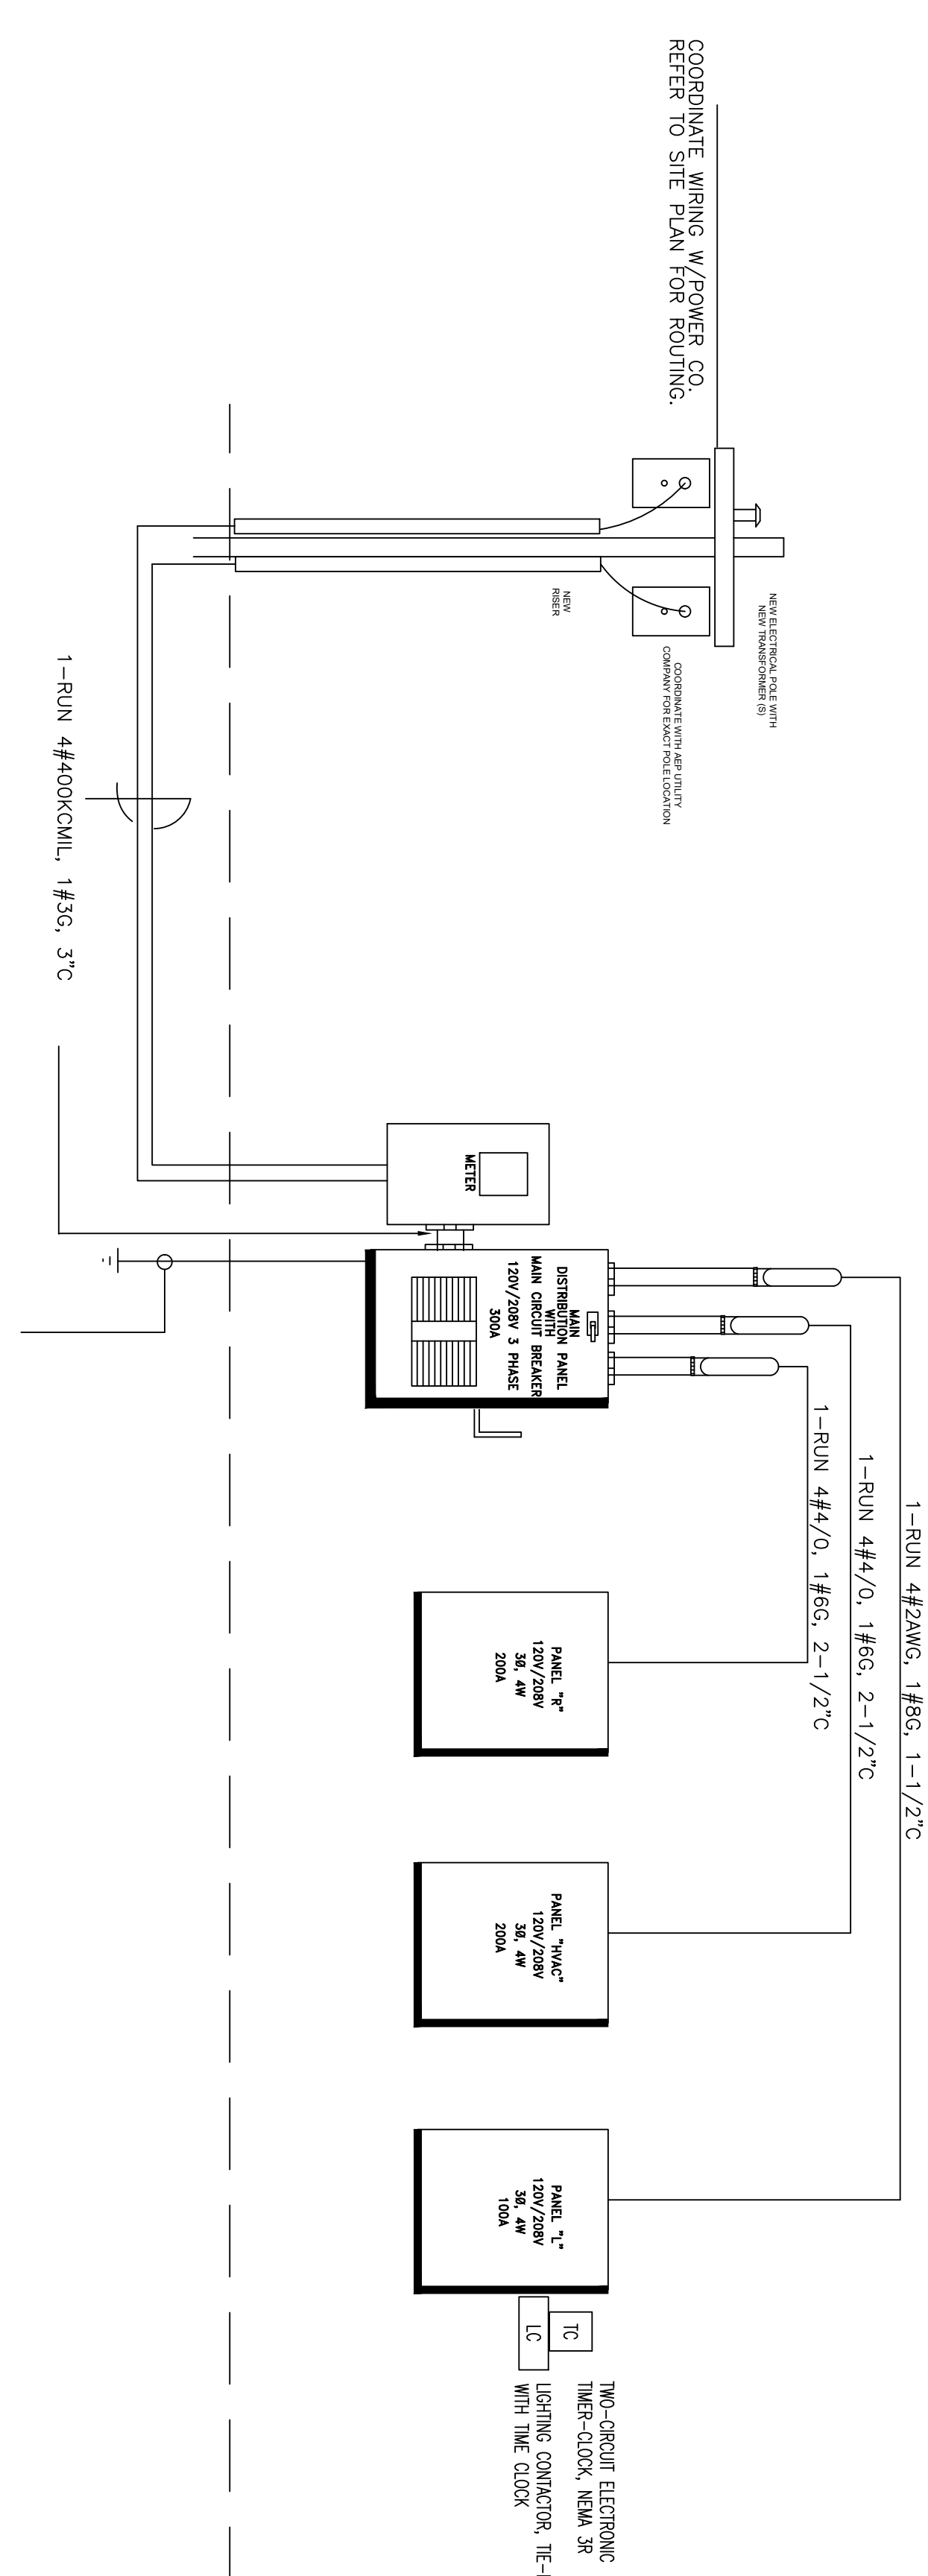 COORDINATE WIRING W/POWER CO.
REFER TO SITE PLAN FOR ROUTING.
NEW ELECTRICAL POLE WITH
NEW TRANSFORMER (S)
COORDINATE WITH AEP UTILITY
COMPANY FOR EXACT POLE LOCATION
NEW
RISER
1-RUN 4#400KCMIL, 1#3G, 3"C
METER
MAIN
DISTRIBUTION PANEL
WITH
MAIN CIRCUIT BREAKER
120V/208V 3 PHASE
300A
1-RUN 4#2AWG, 1#8G, 1-1/2"C
1-RUN 4#4/0, 1#6G, 2-1/2"C
1-RUN 4#4/0, 1#6G, 2-1/2"C
PANEL "R"
120V/208V
3Ø, 4W
200A
PANEL "HVAC"
120V/208V
3Ø, 4W
200A
PANEL "L"
120V/208V
3Ø, 4W
100A
TC
LC
TWO-CIRCUIT ELECTRONIC
TIMER-CLOCK, NEMA 3R
LIGHTING CONTACTOR, TIE-
WITH TIME CLOCK